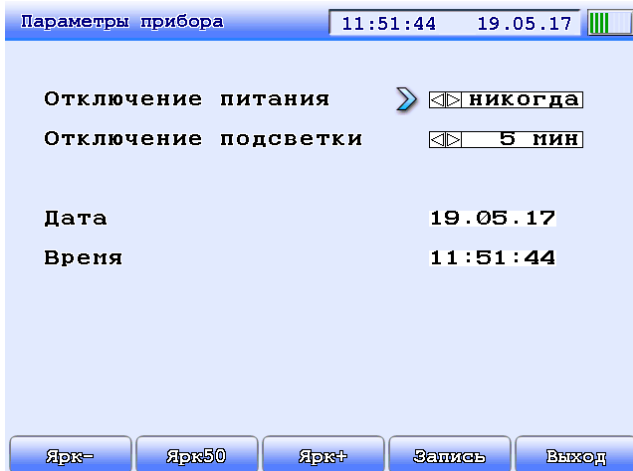 Параметры прибора 11:51:44 19.05.17
Отключение питания никогда
Отключение подсветки 5 мин
Дата 19.05.17
Время 11:51:44
Ярк- Ярк50 Ярк+ Запись Выход